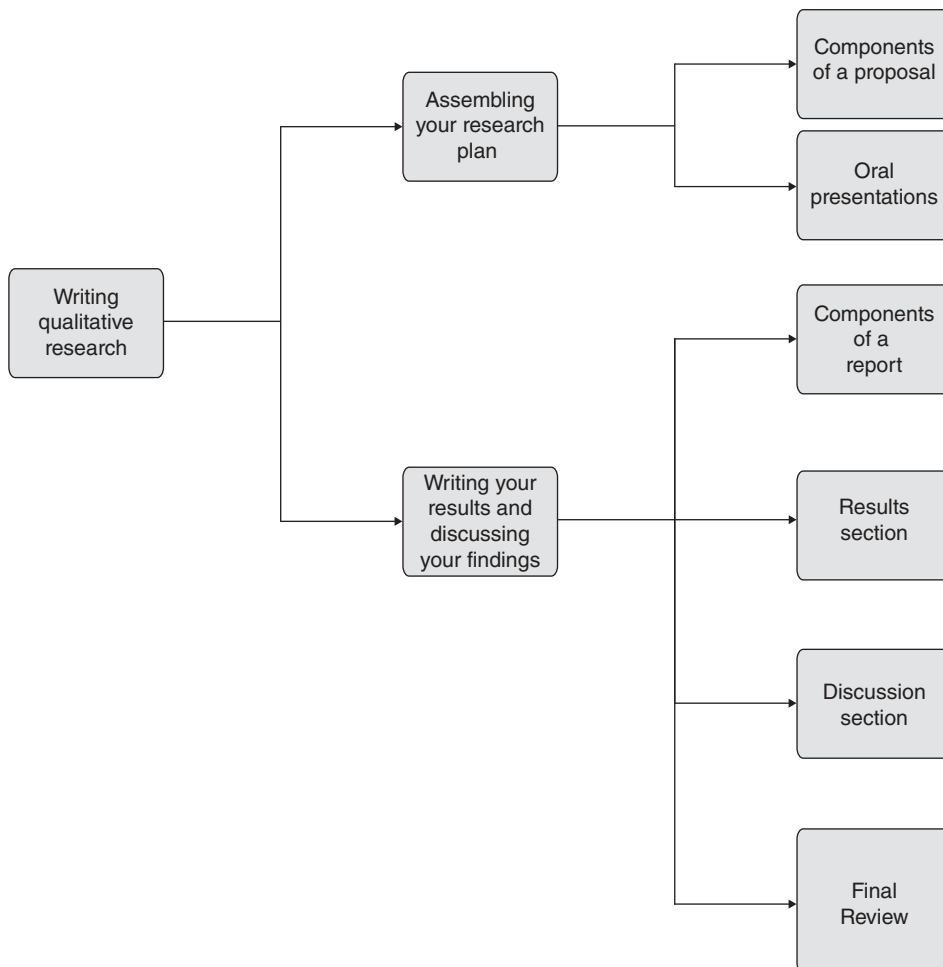 Writing
qualitative
research
Assembling
your research
plan
Components
of a proposal
Oral
presentations
Writing your
results and
discussing
your findings
Components
of a
report
Results
section
Discussion
section
Final
Review